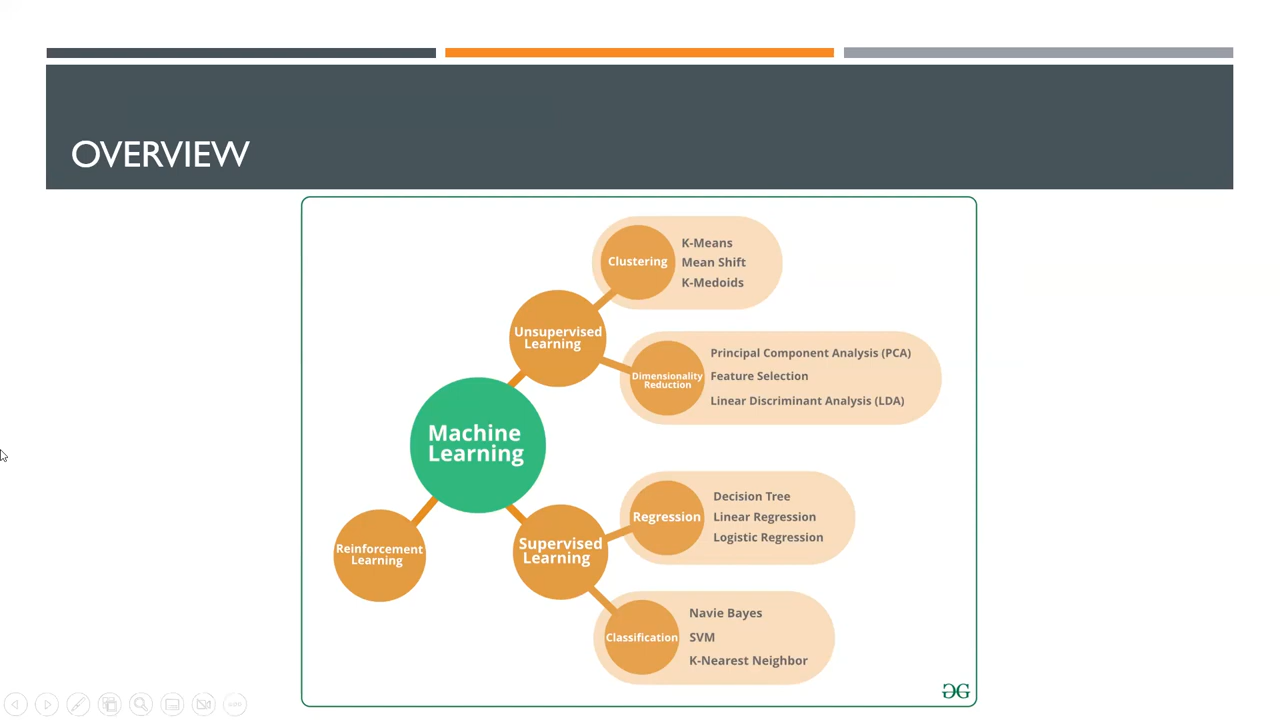 OVERVIEW
Clustering
K-Means
Mean Shift
K-Medoids
Unsupervised
Learning
Dimensionality
Reduction
Principal Component Analysis (PCA)
Feature Selection
Linear Discriminant Analysis (LDA)
Machine
Learning
Reinforcement
Learning
Supervised
Learning
Regression
Decision Tree
Linear Regression
Logistic Regression
Classification
Navie Bayes
SVM
K-Nearest Neighbor